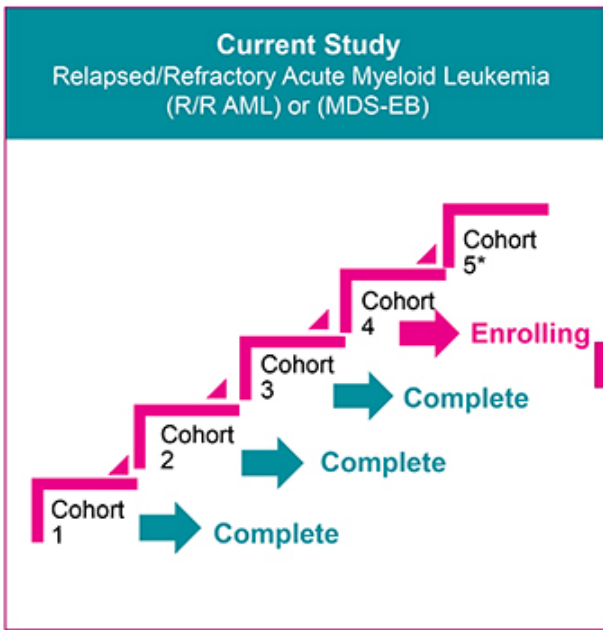 Current Study
Relapsed/Refractory Acute Myeloid Leukemia
(R/R AML) or (MDS-EB)
Cohort
5*
Cohort
4
Enrolling
Cohort
3
Complete
Cohort
2
Complete
Cohort
1
Complete